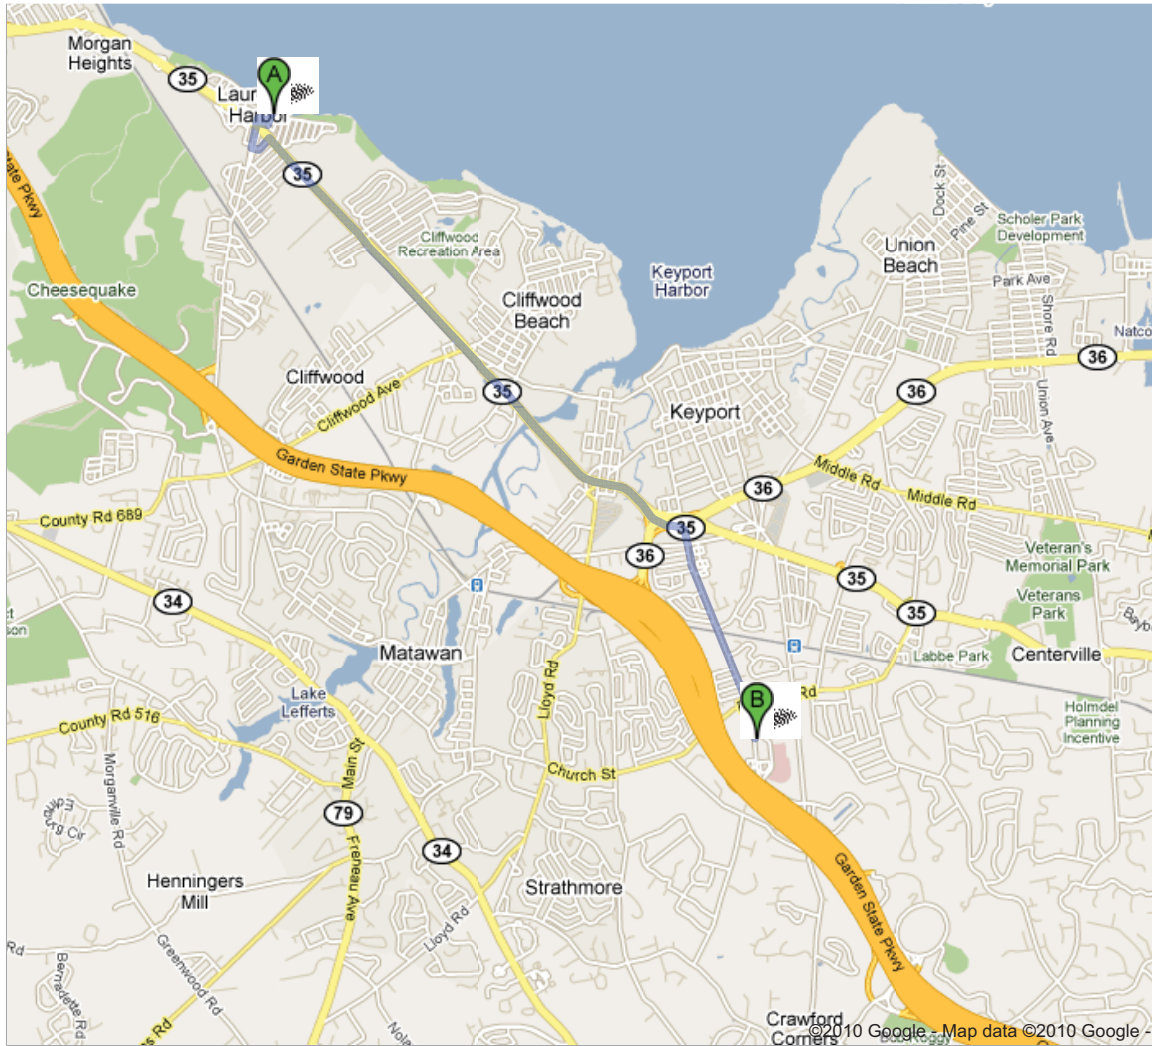 Morgan
Heights
35
A
Laur
Harbor
State Pkwy
35
Cliffwood
Recreation Area
Dock St
Pine St
Scholer Park
Development
Union
Beach
Keyport
Harbor
Park Ave
Shore Rd
Cheesequake
Cliffwood
Beach
Natco
36
Cliffwood
35
36
Cliffwood Ave
Keyport
Union Ave
Garden State Pkwy
Middle Rd
Middle Rd
36
County Rd 689
35
36
Veteran's
Memorial Park
35
Veterans
Park
34
35
Matawan
Labbe Park
Centerville
Lloyd Rd
Lake
Lefferts
B
Rd
County Rd 516
Holmdel
Planning
Incentive
Main St
Morganville Rd
Church St
79
Freneau Ave
34
Henningers
Mill
Strathmore
Garden State Pkwy
Lloyd Rd
Rd
Greenwood Rd
Bernadette Rd
Crawford
Corners
©2010 Google - Map data ©2010 Google -